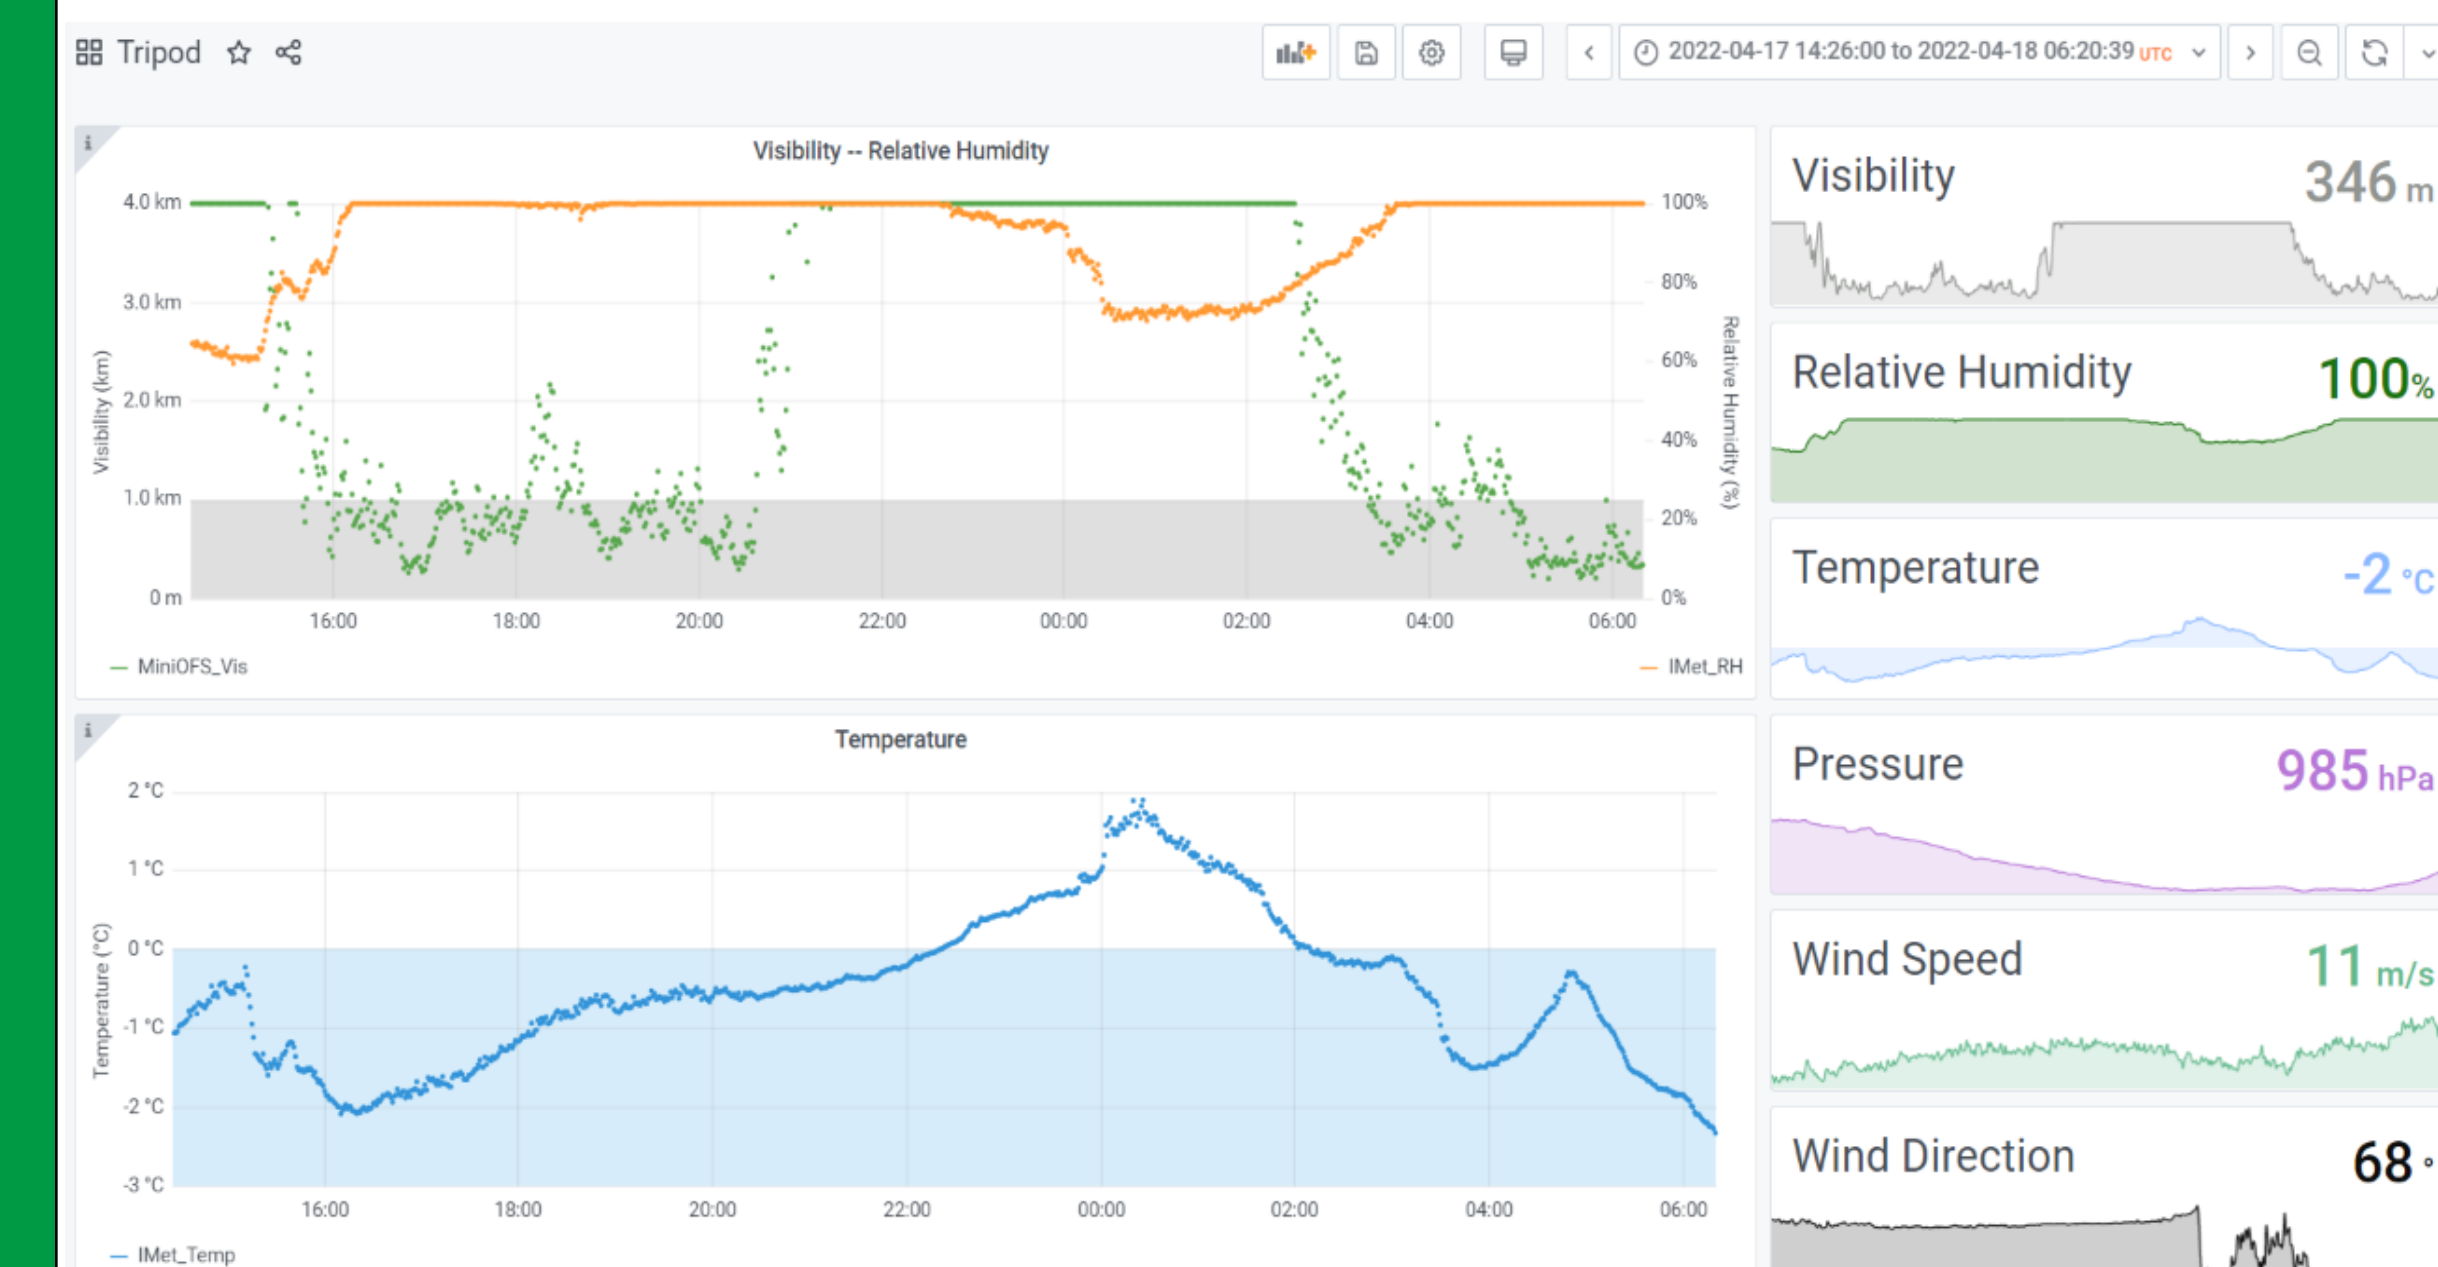 Tripod
2022-04-17 14:26:00 to 2022-04-18 06:20:39 UTC
i
Visibility -- Relative Humidity
4.0 km
3.0 km
2.0 km
1.0 km
0 m
Visibility (km)
100%
80%
60%
40%
20%
0%
Relative Humidity (%)
16:00 18:00 20:00 22:00 00:00 02:00 04:00 06:00
MiniOFS_Vis
IMet_RH
i
Temperature
2 °C
1 °C
0 °C
-1 °C
-2 °C
-3 °C
Temperature (°C)
16:00 18:00 20:00 22:00 00:00 02:00 04:00 06:00
IMet_Temp
Visibility 346 m
Relative Humidity 100%
Temperature -2 °C
Pressure 985 hPa
Wind Speed 11 m/s
Wind Direction 68 °